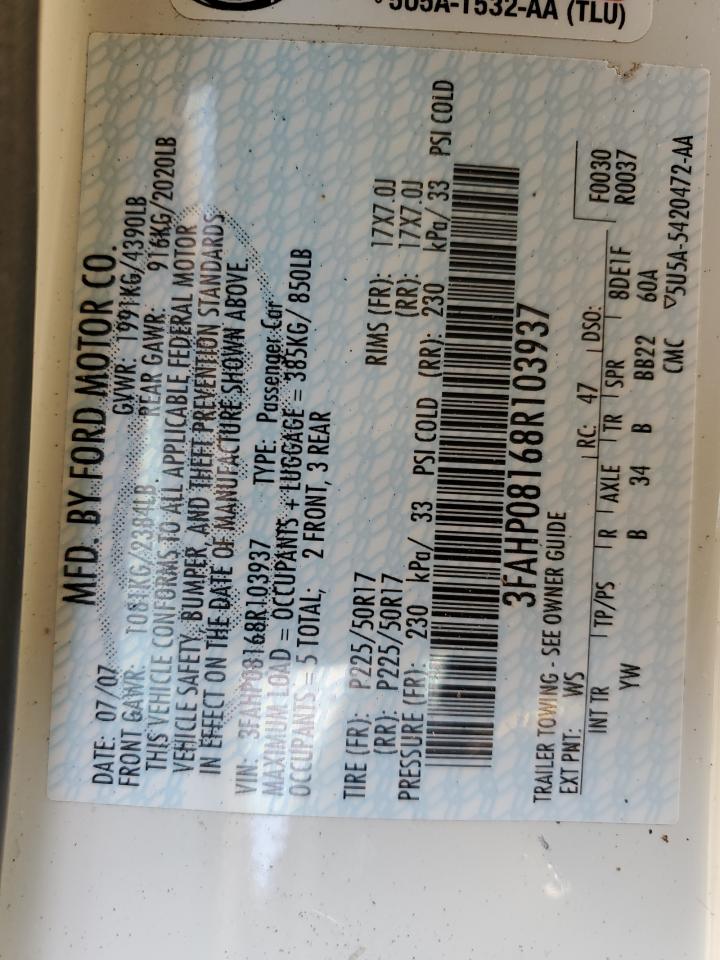 5U5A-1532-AA (TLU)
MFD. BY FORD MOTOR CO.
DATE: 07/07 GVWR: 1991KG/4390LB
FRONT GAWR: 1081KG/2384LB REAR GAWR: 916KG/2020LB
THIS VEHICLE CONFORMS TO ALL APPLICABLE FEDERAL MOTOR
VEHICLE SAFETY, BUMPER, AND THEFT PREVENTION STANDARDS
IN EFFECT ON THE DATE OF MANUFACTURE SHOWN ABOVE
VIN: 3FAHP08168R103937 TYPE: Passenger Car
MAXIMUM LOAD = OCCUPANTS + LUGGAGE = 385KG/ 850LB
OCCUPANTS = 5 TOTAL; 2 FRONT, 3 REAR
TIRE (FR): P225/50R17 RIMS (FR): 17X7.0J
(RR): P225/50R17 (RR): 17X7.0J
PRESSURE (FR): 230 kPa/ 33 PSI COLD (RR): 230 kPa/ 33 PSI COLD
3FAHP08168R103937
TRAILER TOWING - SEE OWNER GUIDE
EXT PNT: WS RC: 47 DSO: F0030
INT TR TP/PS R AXLE TR SPR 8DE1F R0037
YW B 34 B BB22 60A
CMC ▽5U5A-5420472-AA